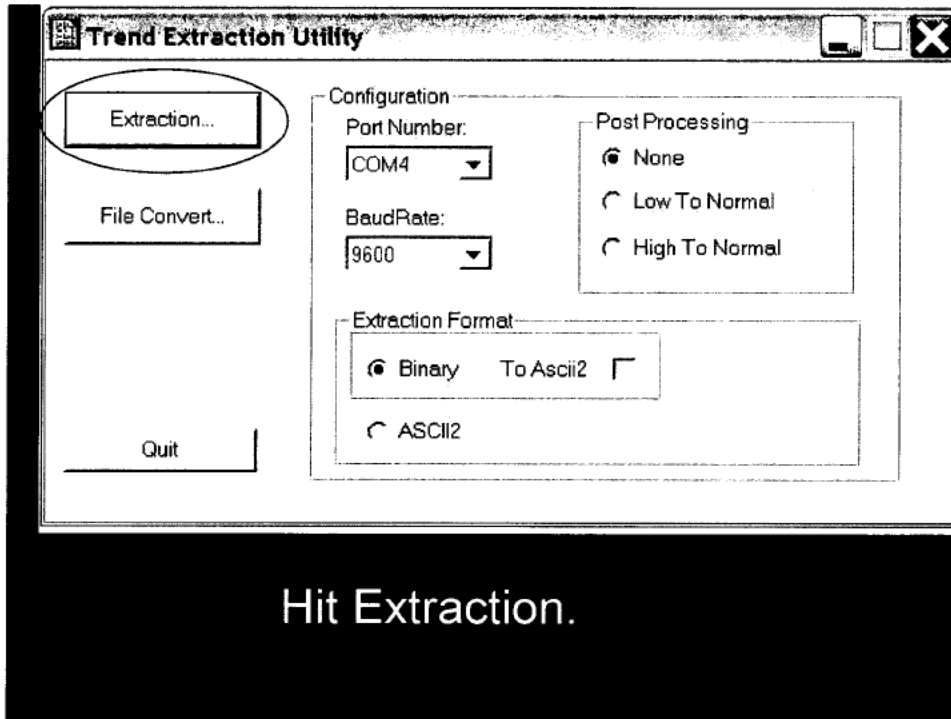 Trend Extraction Utility
Extraction...
File Convert...
Quit
Configuration
Port Number:
COM4
BaudRate:
9600
Post Processing
None
Low To Normal
High To Normal
Extraction Format
Binary To Ascii2
ASCII2
Hit Extraction.